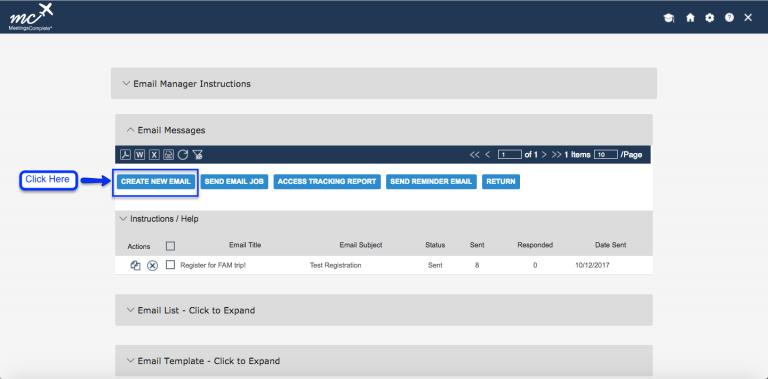 mc
MeetingsComplete®
Email Manager Instructions
Email Messages
1 of 1 1 Items 10 /Page
Click Here
CREATE NEW EMAIL SEND EMAIL JOB ACCESS TRACKING REPORT SEND REMINDER EMAIL RETURN
Instructions / Help
Actions Email Title Email Subject Status Sent Responded Date Sent
Register for FAM trip! Test Registration Sent 8 0 10/12/2017
Email List - Click to Expand
Email Template - Click to Expand